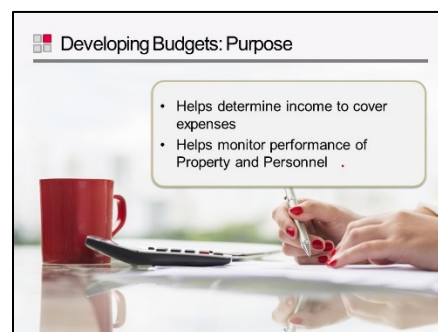 Developing Budgets: Purpose
• Helps determine income to cover
expenses
• Helps monitor performance of
Property and Personnel .